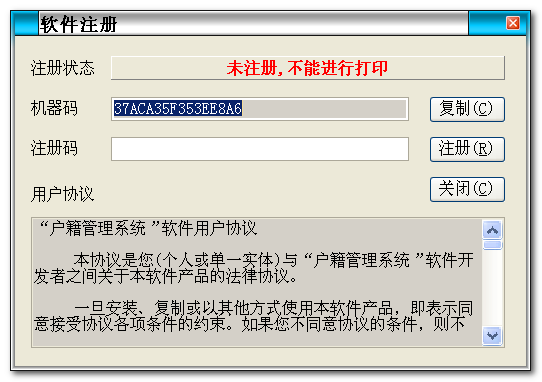 软件注册
注册状态 未注册,不能进行打印
机器码 37ACA35F353EE8A6 复制(C)
注册码 注册(R)
用户协议 关闭(C)
“户籍管理系统 ”软件用户协议
本协议是您(个人或单一实体)与“户籍管理系统 ”软件开
发者之间关于本软件产品的法律协议。
一旦安装、复制或以其他方式使用本软件产品，即表示同
意接受协议各项条件的约束。如果您不同意协议的条件，则不